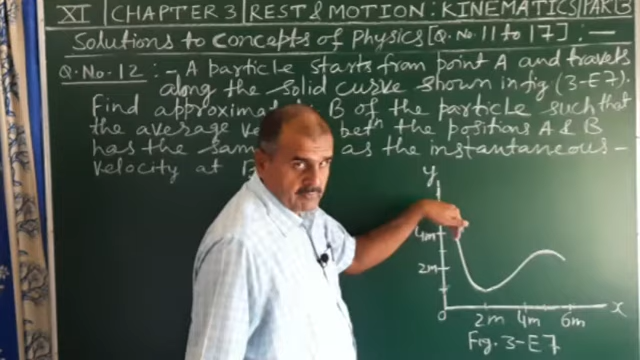 XI CHAPTER 3 REST & MOTION : KINEMATICS PART 3
Solutions to Concepts of Physics [Q.No. 11 to 17] :-
Q.No.12 :- A particle starts from point A and travels
along the solid curve shown in fig (3-E7).
Find approximat B of the particle such that
the average ve betn the positions A & B
has the sam as the instantaneous -
velocity at
y
4m
2m
0
2m 4m 6m x
Fig. 3-E7